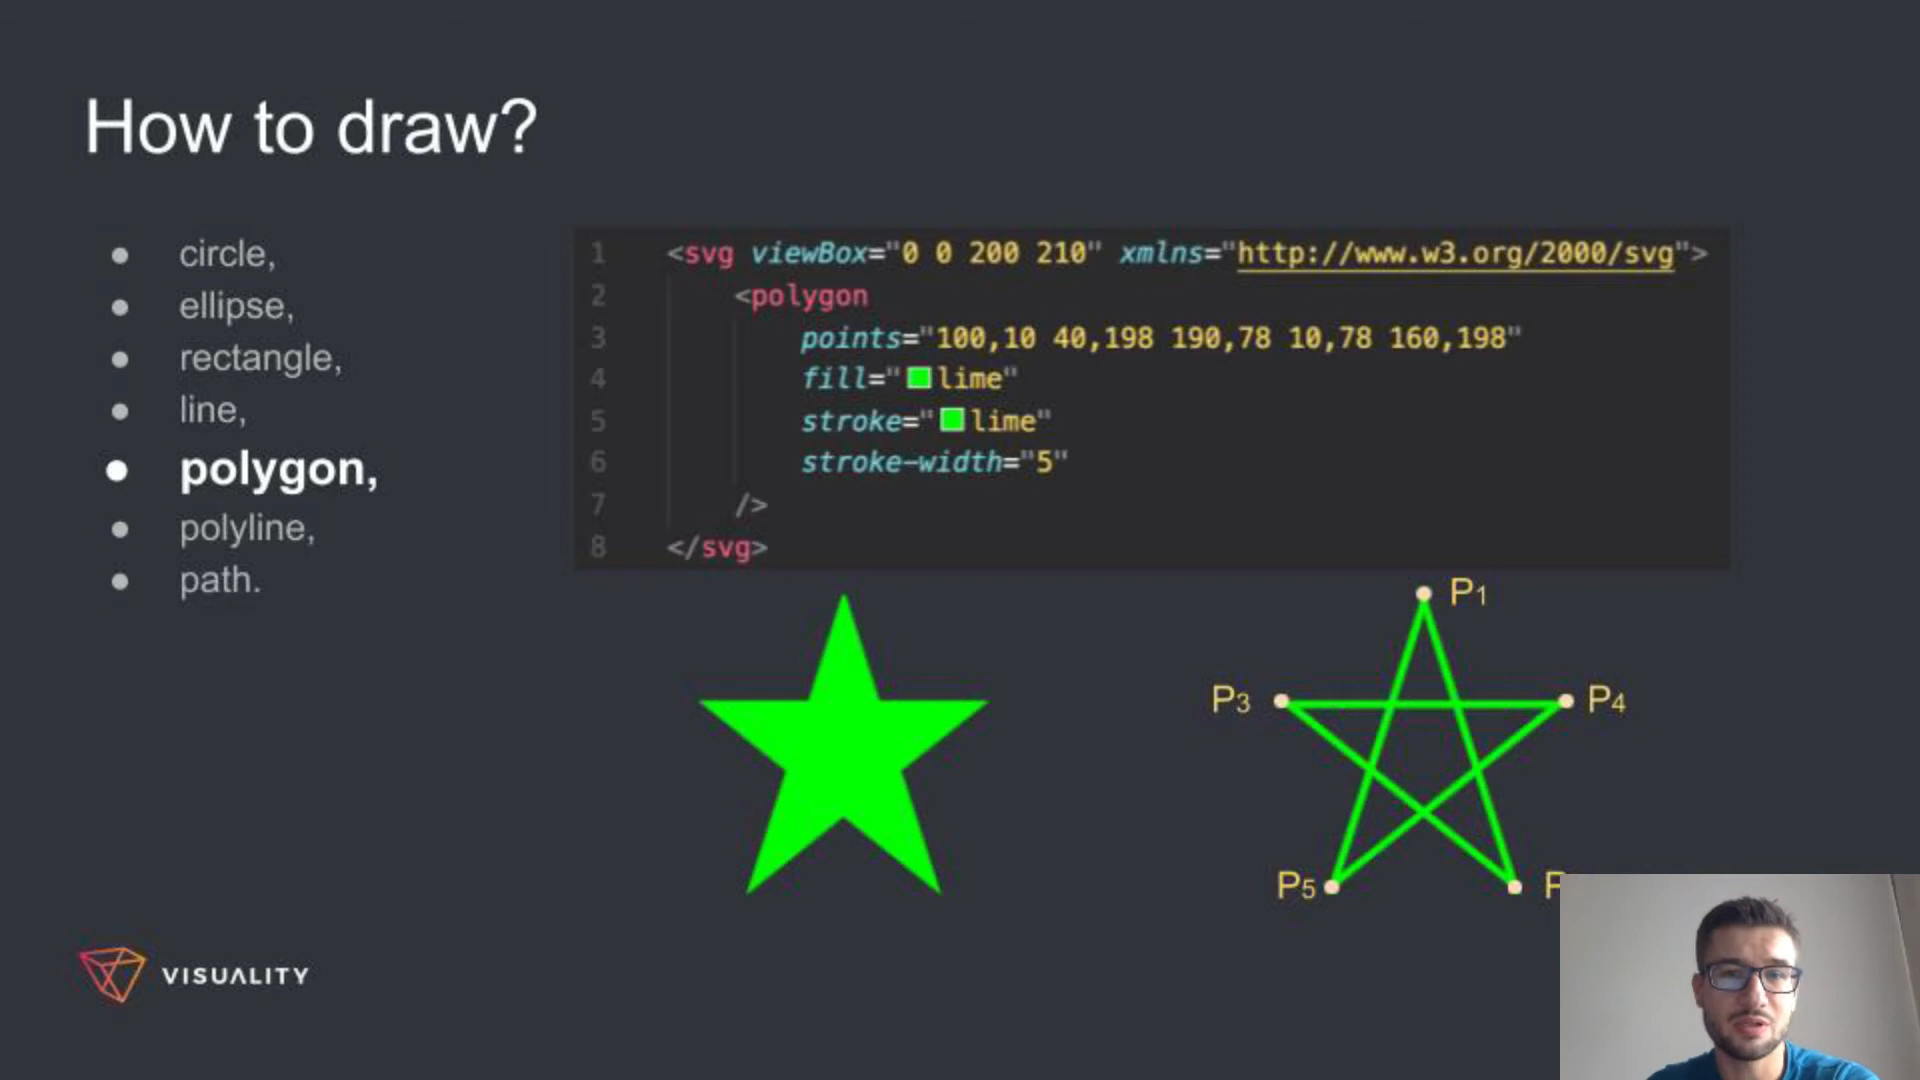 How to draw?
● circle,
● ellipse,
● rectangle,
● line,
● polygon,
● polyline,
● path.
1 <svg viewBox="0 0 200 210" xmlns="http://www.w3.org/2000/svg">
2 <polygon
3 points="100,10 40,198 190,78 10,78 160,198"
4 fill="lime"
5 stroke="lime"
6 stroke-width="5"
7 />
8 </svg>
P1
P3
P4
P5
P
VISUALITY